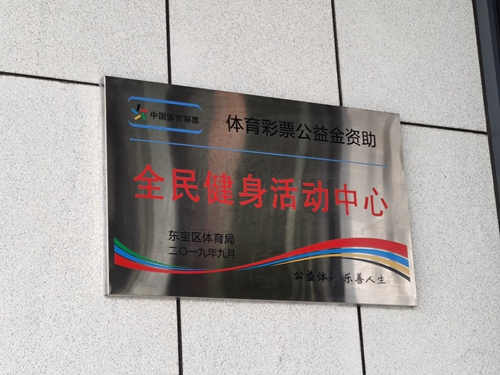 中国体育彩票
体育彩票公益金资助
全民健身活动中心
东宝区体育局
二〇一九年九月
公益体彩 乐善人生